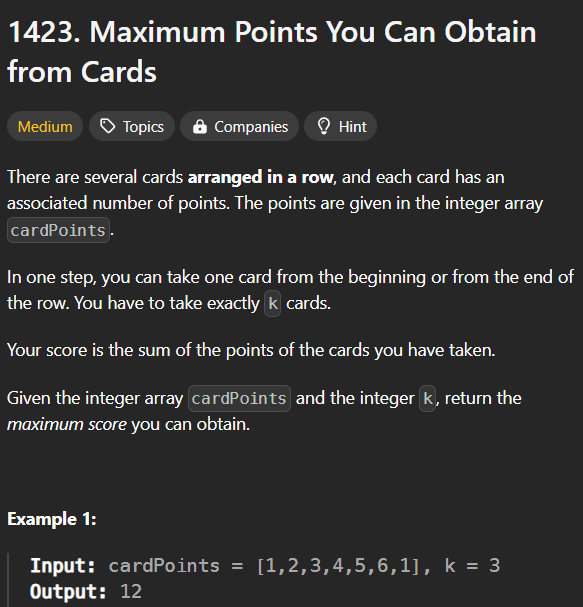 1423. Maximum Points You Can Obtain
from Cards
Medium Topics Companies Hint
There are several cards arranged in a row, and each card has an
associated number of points. The points are given in the integer array
cardPoints.
In one step, you can take one card from the beginning or from the end of
the row. You have to take exactly k cards.
Your score is the sum of the points of the cards you have taken.
Given the integer array cardPoints and the integer k, return the
maximum score you can obtain.
Example 1:
Input: cardPoints = [1,2,3,4,5,6,1], k = 3
Output: 12